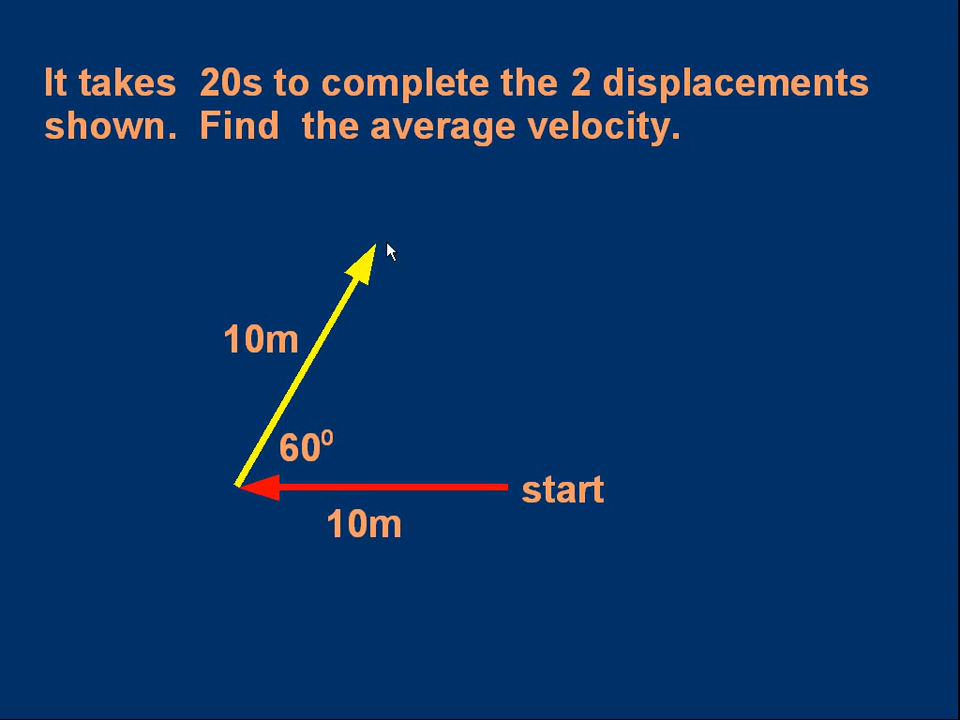 It takes 20s to complete the 2 displacements
shown. Find the average velocity.
10m
60⁰
start
10m